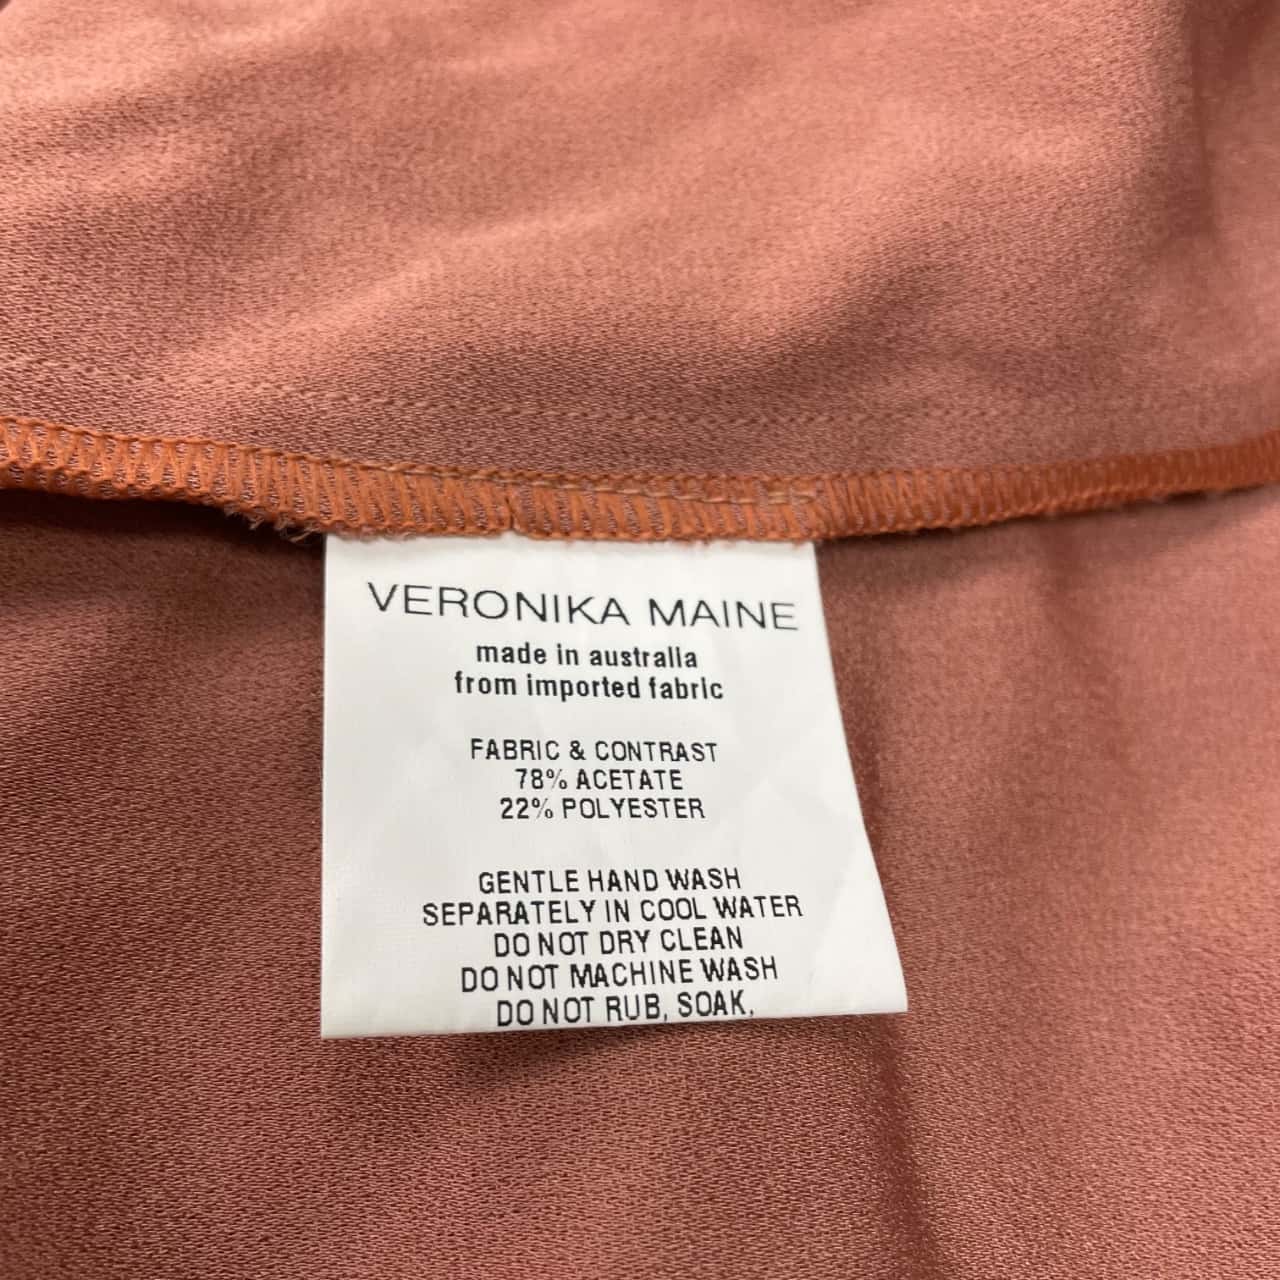 VERONIKA MAINE
made in australia
from imported fabric
FABRIC & CONTRAST
78% ACETATE
22% POLYESTER
GENTLE HAND WASH
SEPARATELY IN COOL WATER
DO NOT DRY CLEAN
DO NOT MACHINE WASH
DO NOT RUB, SOAK,